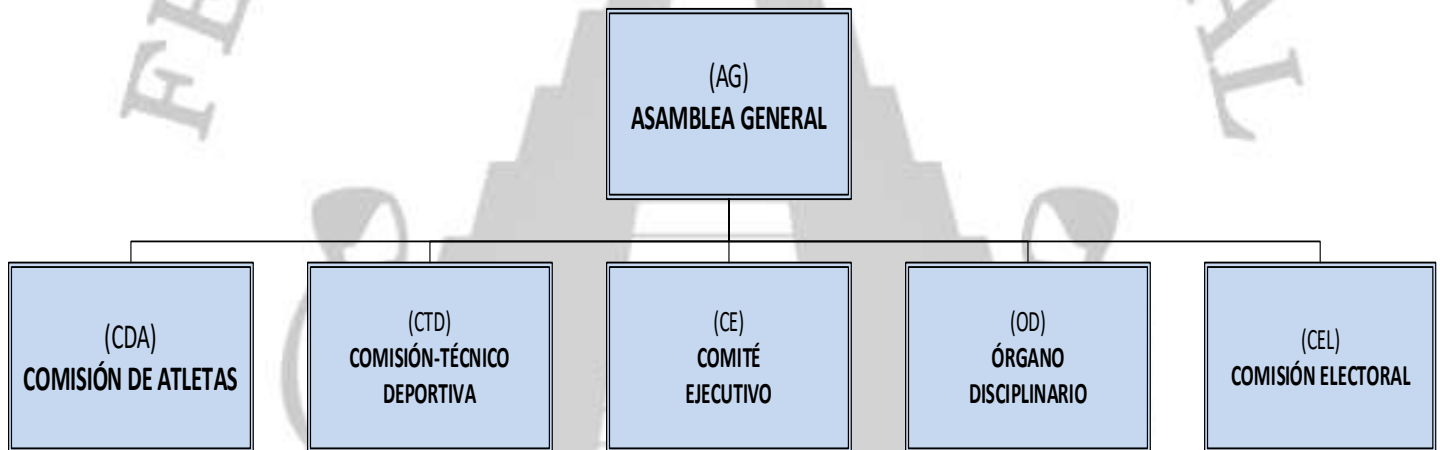 (AG)
ASAMBLEA GENERAL
(CDA)
COMISIÓN DE ATLETAS
(CTD)
COMISIÓN-TÉCNICO
DEPORTIVA
(CE)
COMITÉ
EJECUTIVO
(OD)
ÓRGANO
DISCIPLINARIO
(CEL)
COMISIÓN ELECTORAL